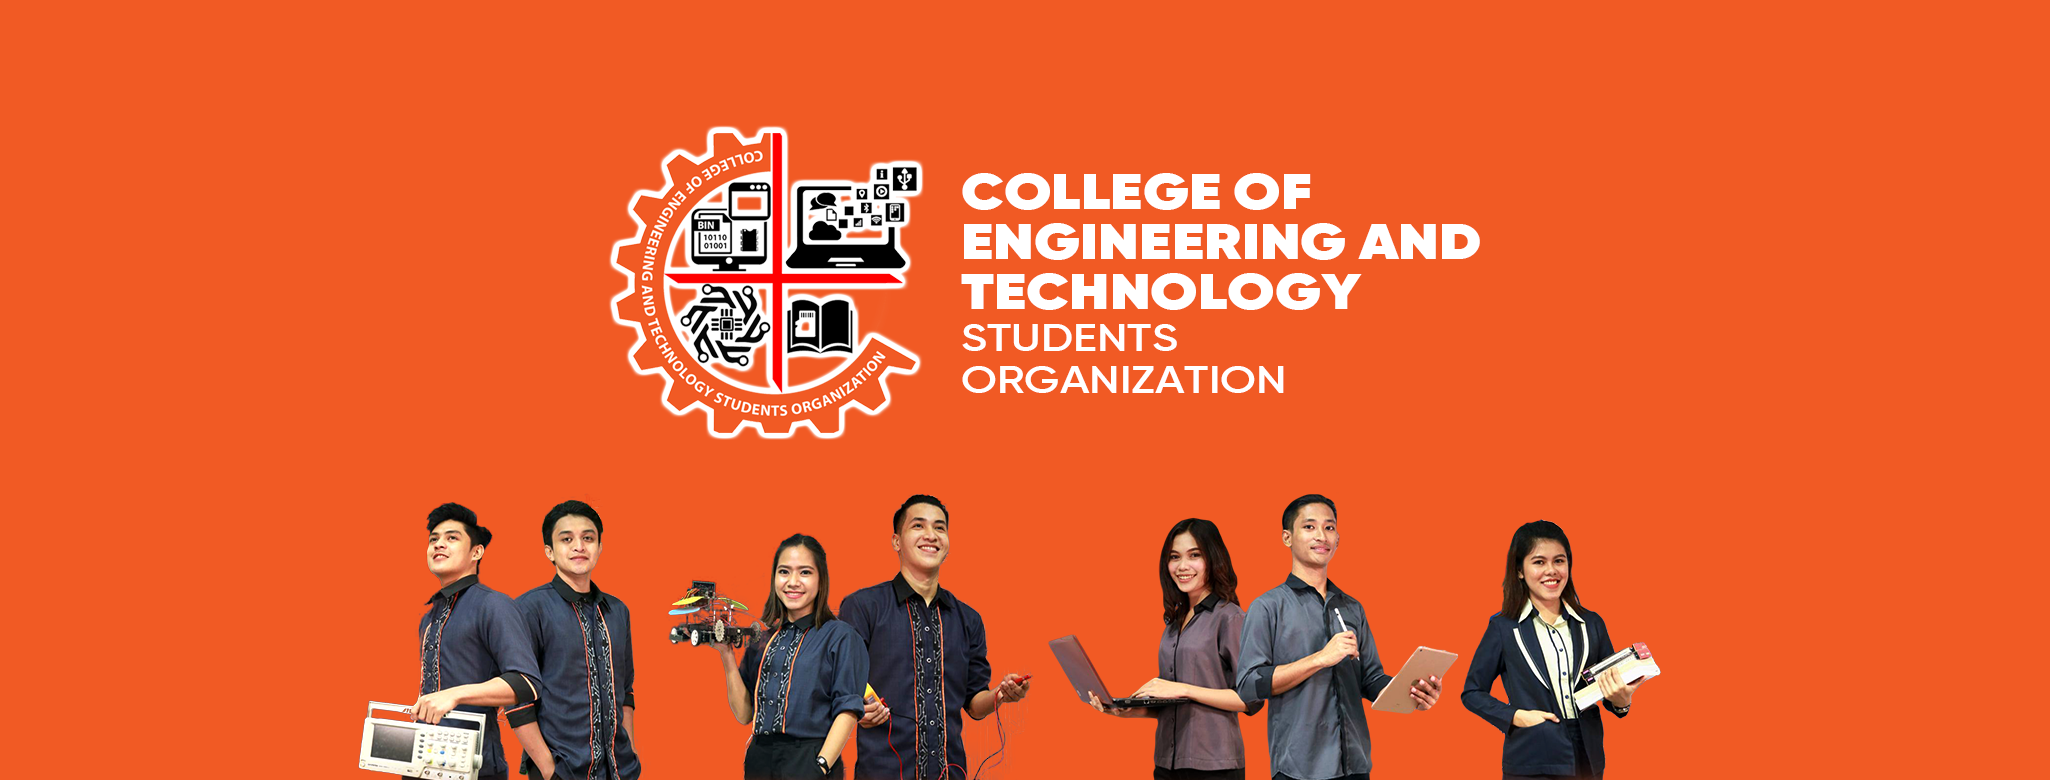 COLLEGE OF ENGINEERING AND TECHNOLOGY STUDENTS ORGANIZATION
BIN
10110
01001
COLLEGE OF
ENGINEERING AND
TECHNOLOGY
STUDENTS
ORGANIZATION